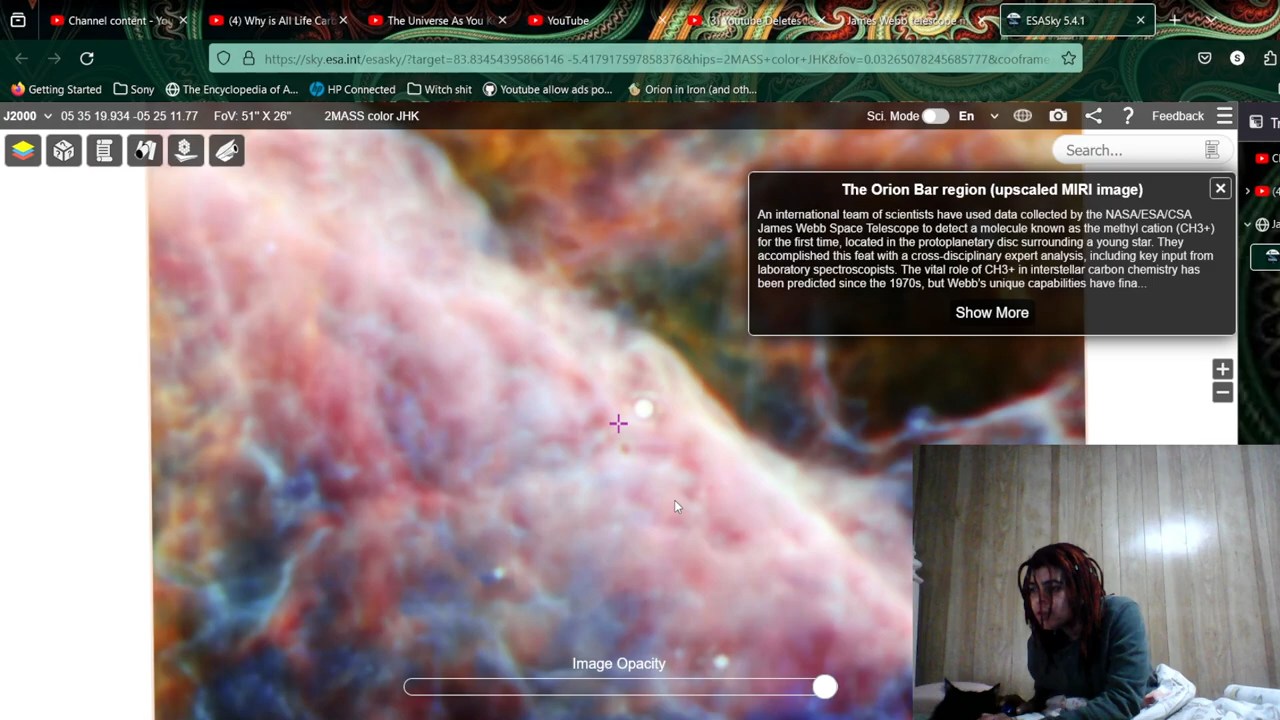 Channel content - Yo
(4) Why is All Life Car
The Universe As You K
YouTube
(3) Youtube Deletes
James Webb telescope
ESASky 5.4.1
https://sky.esa.int/esasky/?target=83.83454395866146 -5.417917597858376&hips=2MASS+color+JHK&fov=0.03265078245685777&cooframe
Getting Started
Sony
The Encyclopedia of A...
HP Connected
Witch shit
Youtube allow ads po...
Orion in Iron (and oth...
J2000 05 35 19.934 -05 25 11.77 FoV: 51" X 26" 2MASS color JHK
Sci. Mode En Feedback
Search...
The Orion Bar region (upscaled MIRI image)
An international team of scientists have used data collected by the NASA/ESA/CSA
James Webb Space Telescope to detect a molecule known as the methyl cation (CH3+)
for the first time, located in the protoplanetary disc surrounding a young star. They
accomplished this feat with a cross-disciplinary expert analysis, including key input from
laboratory spectroscopists. The vital role of CH3+ in interstellar carbon chemistry has
been predicted since the 1970s, but Webb's unique capabilities have fina...
Show More
Image Opacity